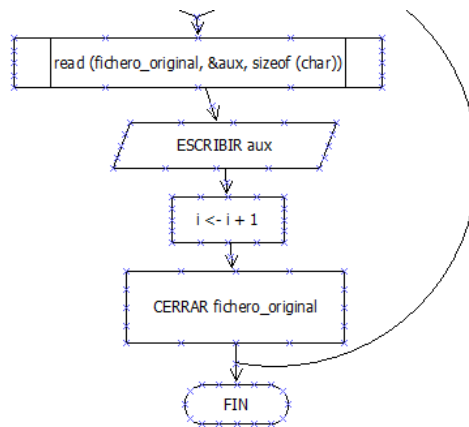 read (fichero_original, &aux, sizeof (char))
ESCRIBIR aux
i <- i + 1
CERRAR fichero_original
FIN